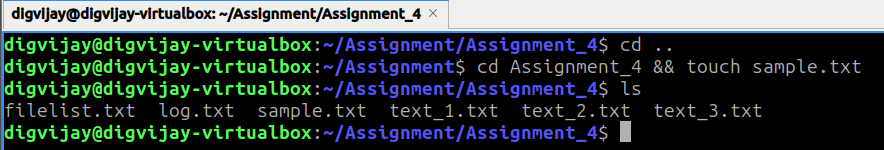 digvijay@digvijay-virtualbox: ~/Assignment/Assignment_4 ×
digvijay@digvijay-virtualbox:~/Assignment/Assignment_4$ cd ..
digvijay@digvijay-virtualbox:~/Assignment$ cd Assignment_4 && touch sample.txt
digvijay@digvijay-virtualbox:~/Assignment/Assignment_4$ ls
filelist.txt  log.txt  sample.txt  text_1.txt  text_2.txt  text_3.txt
digvijay@digvijay-virtualbox:~/Assignment/Assignment_4$